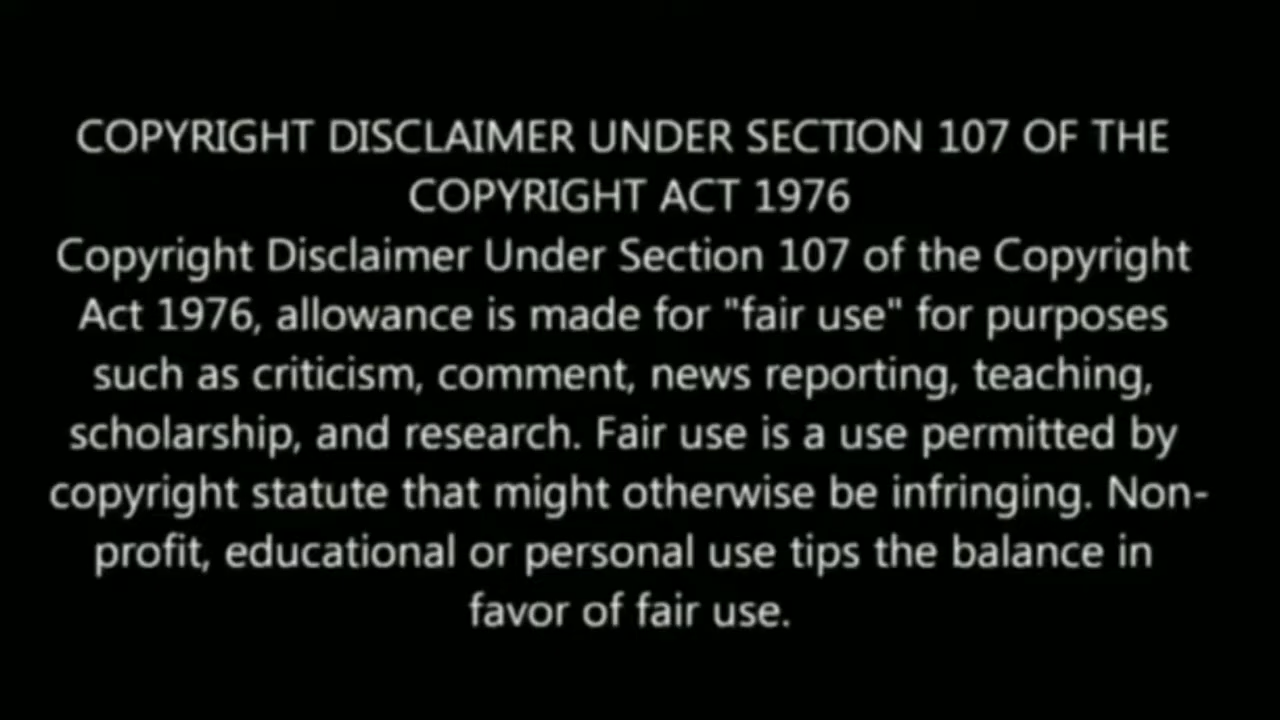 COPYRIGHT DISCLAIMER UNDER SECTION 107 OF THE
COPYRIGHT ACT 1976
Copyright Disclaimer Under Section 107 of the Copyright
Act 1976, allowance is made for "fair use" for purposes
such as criticism, comment, news reporting, teaching,
scholarship, and research. Fair use is a use permitted by
copyright statute that might otherwise be infringing. Non-
profit, educational or personal use tips the balance in
favor of fair use.